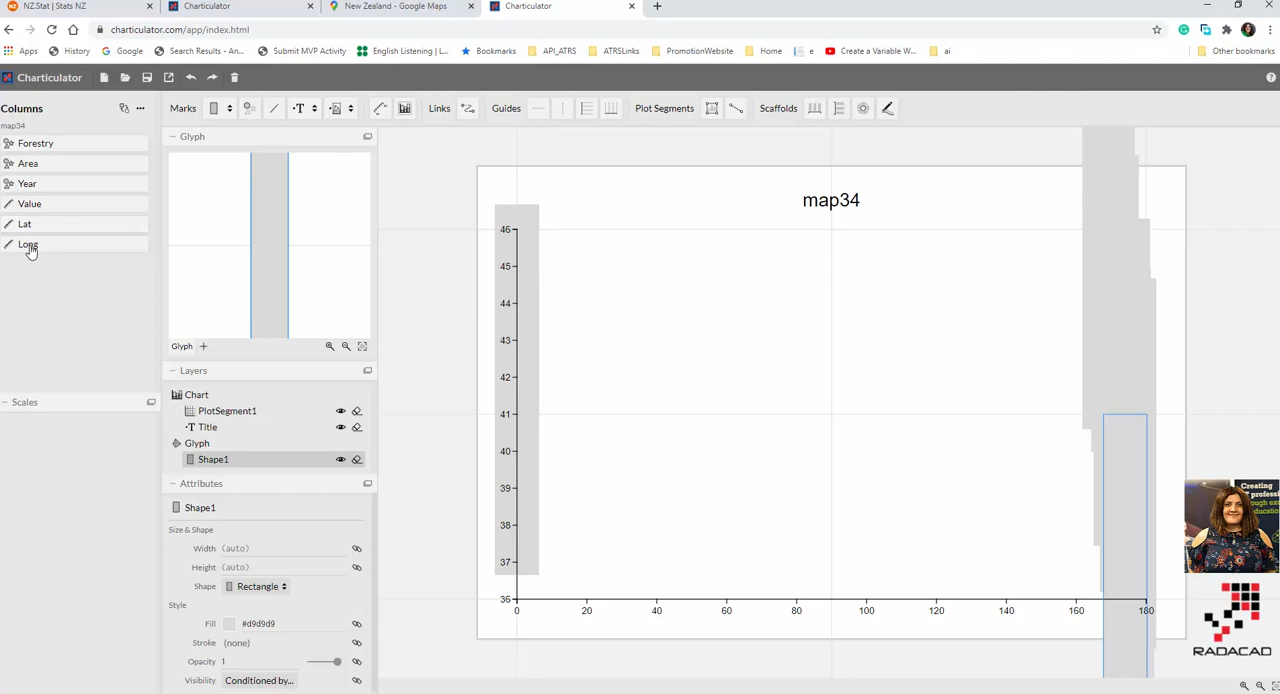 NZ.Stat | Stats NZ
Charticulator
New Zealand - Google Maps
Charticulator
charticulator.com/app/index.html
Apps History Google Search Results - An... Submit MVP Activity English Listening | L... Bookmarks API_ATRS ATRSLinks PromotionWebsite Home e Create a Variable W... ai Other bookmarks
Charticulator
Columns
Marks Links Guides Plot Segments Scaffolds
map34
Forestry
Area
Year
Value
Lat
Long
Scales
Glyph
Glyph
Layers
Chart
PlotSegment1
Title
Glyph
Shape1
Attributes
Shape1
Size & Shape
Width (auto)
Height (auto)
Shape Rectangle
Style
Fill #d9d9d9
Stroke (none)
Opacity 1
Visibility Conditioned by...
map34
46
45
44
43
42
41
40
39
38
37
36
0 20 40 60 80 100 120 140 160 180
Creating
RADACAD